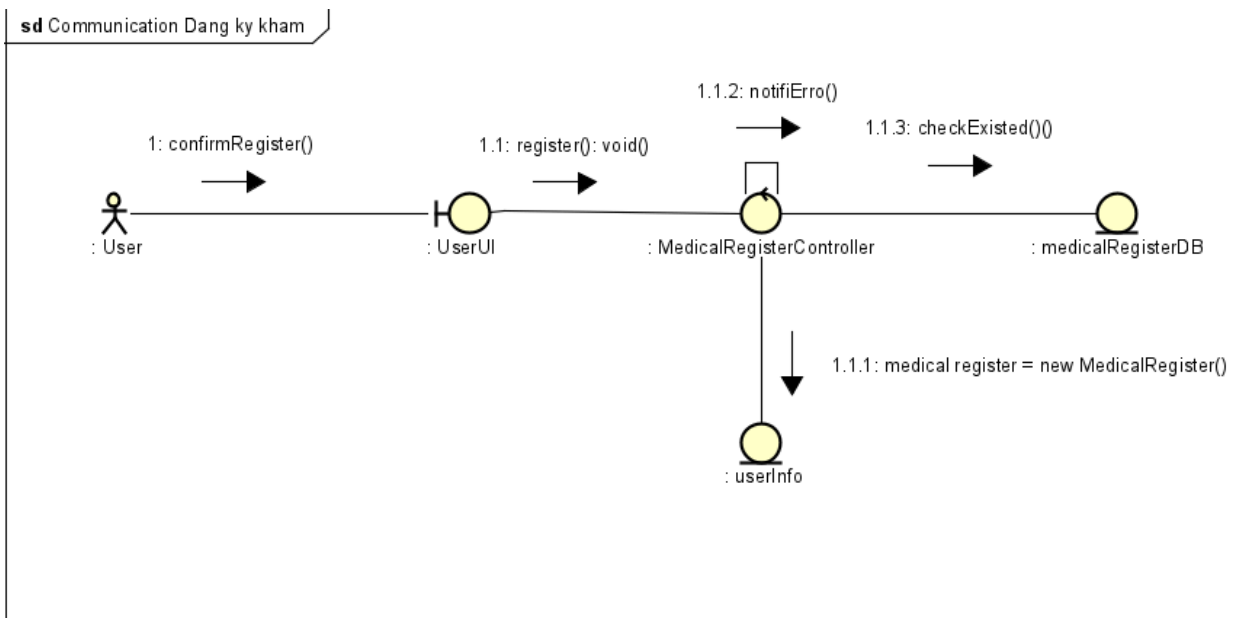 sd Communication Dang ky kham
1.1.2: notifiErro()
1.1.3: checkExisted()()
1: confirmRegister()
1.1: register(): void()
: User
: UserUI
: MedicalRegisterController
: medicalRegisterDB
1.1.1: medical register = new MedicalRegister()
: userInfo